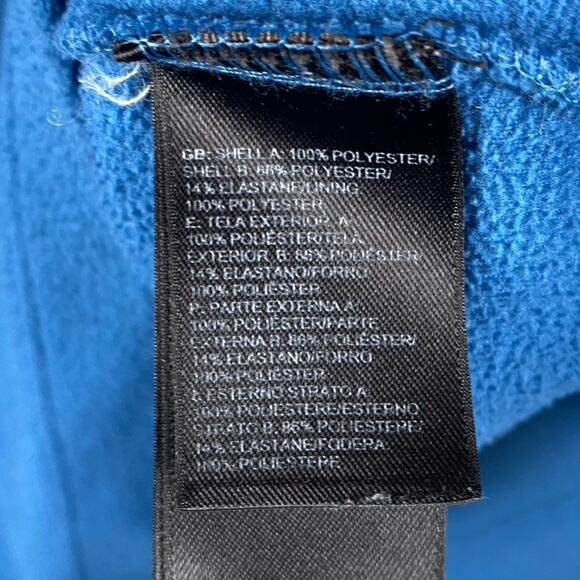 GB: SHELL A: 100% POLYESTER/
SHELL B: 86% POLYESTER/
14% ELASTANE/LINING
100% POLYESTER
E: TELA EXTERIOR A:
100% POLIÉSTER/TELA
EXTERIOR B: 86% POLIÉSTER/
14% ELASTANO/FORRO
100% POLIÉSTER
P: PARTE EXTERNA A
100% POLIÉSTER/PARTE
EXTERNA B: 86% POLIÉSTER/
14% ELASTANO/FORRO
100% POLIÉSTER
I: ESTERNO STRATO A
100% POLIESTERE/ESTERNO
STRATO B: 86% POLIESTERE/
14% ELASTANE/FODERA:
100% POLIESTERE